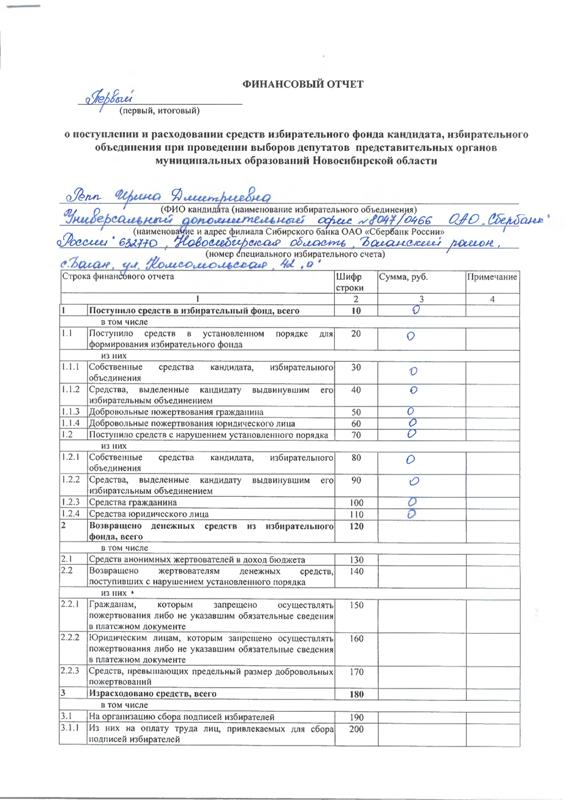 ФИНАНСОВЫЙ ОТЧЕТ
Первый
(первый, итоговый)
о поступлении и расходовании средств избирательного фонда кандидата, избирательного
объединения при проведении выборов депутатов представительных органов
муниципальных образований Новосибирской области
Репп Ирина Дмитриевна
(ФИО кандидата (наименование избирательного объединения)
Универсальный дополнительный офис №8047/0466 ОАО „Сбербанк
(наименование и адрес филиала Сибирского банка ОАО «Сбербанк России»
России" 632770, Новосибирская область, Баганский район,
(номер специального избирательного счета)
с. Баган, ул. Комсомольская, 42 „а"
Строка финансового отчета Шифр строки Сумма, руб. Примечание
1 2 3 4
1 Поступило средств в избирательный фонд, всего 10 0
в том числе
1.1 Поступило средств в установленном порядке для 20 0
формирования избирательного фонда
из них
1.1.1 Собственные средства кандидата, избирательного 30 0
объединения
1.1.2 Средства, выделенные кандидату выдвинувшим его 40 0
избирательным объединением
1.1.3 Добровольные пожертвования гражданина 50 0
1.1.4 Добровольные пожертвования юридического лица 60 0
1.2 Поступило средств с нарушением установленного порядка 70 0
из них
1.2.1 Собственные средства кандидата, избирательного 80 0
объединения
1.2.2 Средства, выделенные кандидату выдвинувшим его 90 0
избирательным объединением
1.2.3 Средства гражданина 100 0
1.2.4 Средства юридического лица 110 0
2 Возвращено денежных средств из избирательного 120
фонда, всего
в том числе
2.1 Средств анонимных жертвователей в доход бюджета 130
2.2 Возвращено жертвователям денежных средств, 140
поступивших с нарушением установленного порядка
из них
2.2.1 Гражданам, которым запрещено осуществлять 150
пожертвования либо не указавшим обязательные сведения
в платежном документе
2.2.2 Юридическим лицам, которым запрещено осуществлять 160
пожертвования либо не указавшим обязательные сведения
в платежном документе
2.2.3 Средств, превышающих предельный размер добровольных 170
пожертвований
3 Израсходовано средств, всего 180
в том числе
3.1 На организацию сбора подписей избирателей 190
3.1.1 Из них на оплату труда лиц, привлекаемых для сбора 200
подписей избирателей